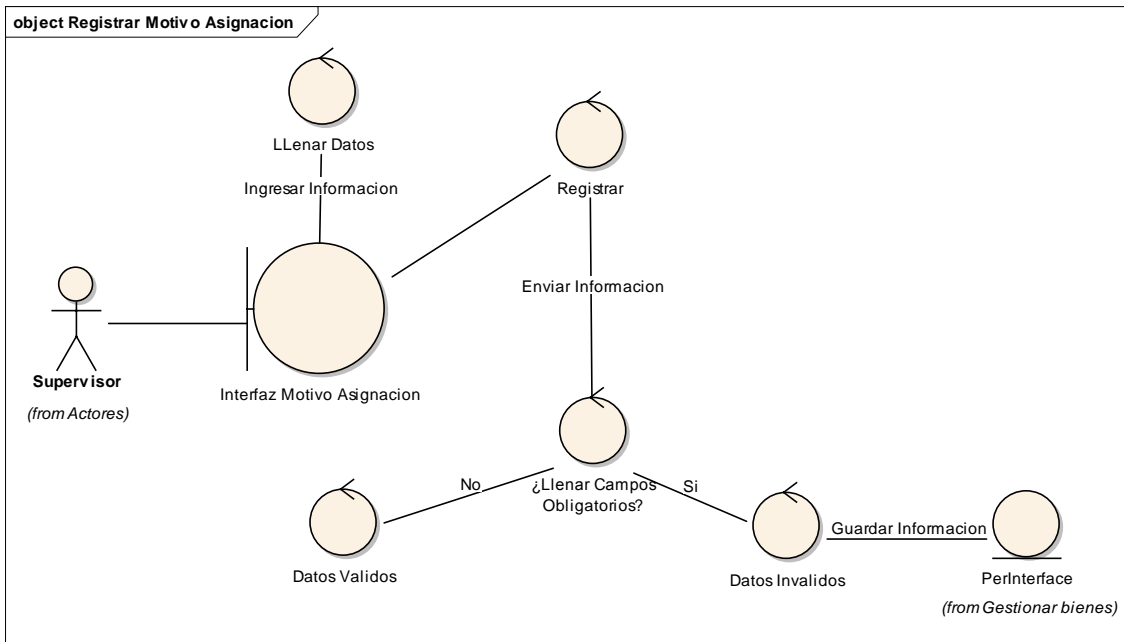 object Registrar Motivo Asignacion
LLenar Datos
Ingresar Informacion
Registrar
Enviar Informacion
Supervisor
(from Actores)
Interfaz Motivo Asignacion
No
¿Llenar Campos
Obligatorios?
Si
Datos Validos
Datos Invalidos
Guardar Informacion
PerInterface
(from Gestionar bienes)